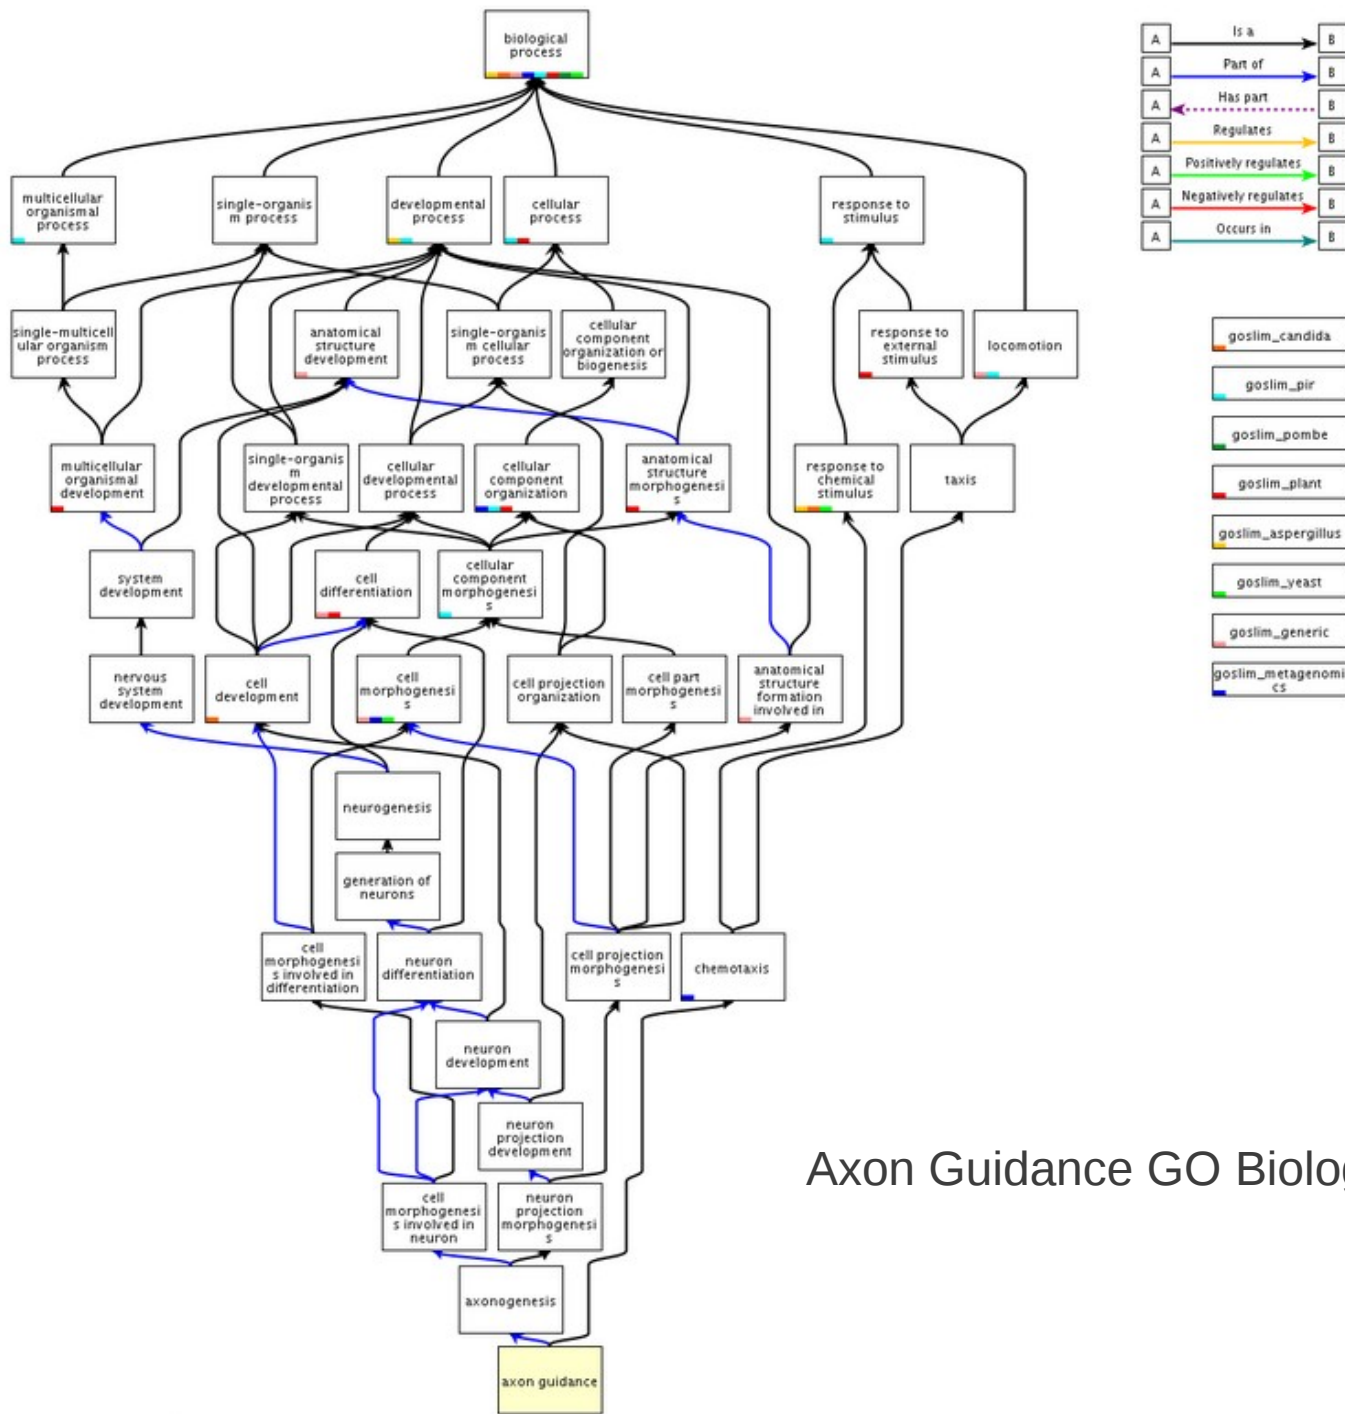 biological
process
multicellular
organismal
process
single-organis
m process
developmental
process
cellular
process
response to
stimulus
single-multicell
ular organism
process
anatomical
structure
development
single-organis
m cellular
process
cellular
component
organization or
biogenesis
response to
external
stimulus
locomotion
multicellular
organismal
development
single-organis
m
developmental
process
cellular
developmental
process
cellular
component
organization
anatomical
structure
morphogenesi
s
response to
chemical
stimulus
taxis
system
development
cell
differentiation
cellular
component
morphogenesi
s
nervous
system
development
cell
development
cell
morphogenesi
s
cell projection
organization
cell part
morphogenesi
s
anatomical
structure
formation
involved in
neurogenesis
generation of
neurons
cell
morphogenesi
s involved in
differentiation
neuron
differentiation
cell projection
morphogenesi
s
chemotaxis
neuron
development
neuron
projection
development
cell
morphogenesi
s involved in
neuron
neuron
projection
morphogenesi
s
axonogenesis
axon guidance
A Is a B
A Part of B
A Has part B
A Regulates B
A Positively regulates B
A Negatively regulates B
A Occurs in B
goslim_candida
goslim_pir
goslim_pombe
goslim_plant
goslim_aspergillus
goslim_yeast
goslim_generic
goslim_metagenomi
cs
Axon Guidance GO Biolog